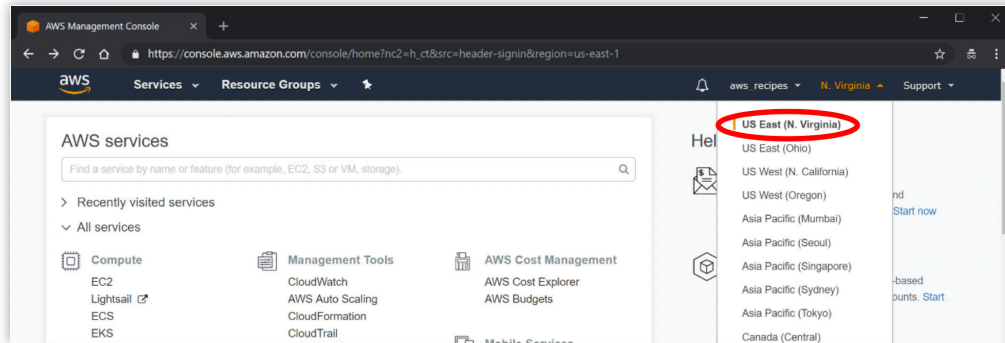 AWS Management Console
https://console.aws.amazon.com/console/home?nc2=h_ct&src=header-signin&region=us-east-1
aws Services Resource Groups aws_recipes N. Virginia Support
AWS services
Find a service by name or feature (for example, EC2, S3 or VM, storage).
Recently visited services
All services
Compute
EC2
Lightsail
ECS
EKS
Management Tools
CloudWatch
AWS Auto Scaling
CloudFormation
CloudTrail
AWS Cost Management
AWS Cost Explorer
AWS Budgets
Mobile Services
Hel
US East (N. Virginia)
US East (Ohio)
US West (N. California)
US West (Oregon)
Asia Pacific (Mumbai)
Asia Pacific (Seoul)
Asia Pacific (Singapore)
Asia Pacific (Sydney)
Asia Pacific (Tokyo)
Canada (Central)
nd
Start now
-based
ounts. Start